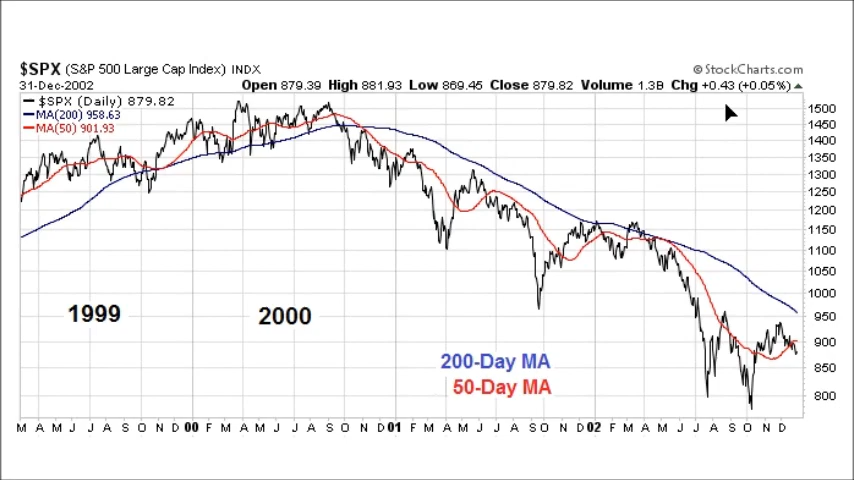 $SPX (S&P 500 Large Cap Index) INDX
© StockCharts.com
31-Dec-2002
Open 879.39 High 881.93 Low 869.45 Close 879.82 Volume 1.3B Chg +0.43 (+0.05%)
$SPX (Daily) 879.82
MA(200) 958.63
MA(50) 901.93
1500
1450
1400
1350
1300
1250
1200
1150
1100
1050
1000
950
900
850
800
1999
2000
200-Day MA
50-Day MA
M A M J J A S O N D 00 F M A M J J A S O N D 01 F M A M J J A S O N D 02 F M A M J J A S O N D